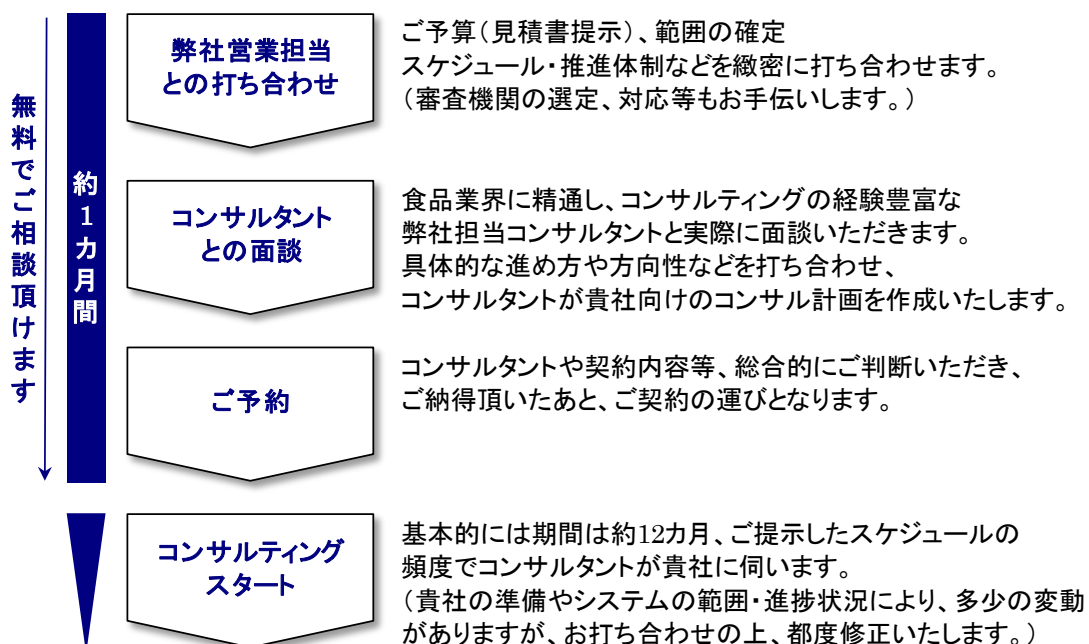 無料でご相談頂けます
約1カ月間
弊社営業担当
との打ち合わせ
ご予算（見積書提示）、範囲の確定
スケジュール・推進体制などを緻密に打ち合わせます。
（審査機関の選定、対応等もお手伝いします。）
コンサルタント
との面談
食品業界に精通し、コンサルティングの経験豊富な
弊社担当コンサルタントと実際に面談いただきます。
具体的な進め方や方向性などを打ち合わせ、
コンサルタントが貴社向けのコンサル計画を作成いたします。
ご予約
コンサルタントや契約内容等、総合的にご判断いただき、
ご納得頂いたあと、ご契約の運びとなります。
コンサルティング
スタート
基本的には期間は約12カ月、ご提示したスケジュールの
頻度でコンサルタントが貴社に伺います。
（貴社の準備やシステムの範囲・進捗状況により、多少の変動
がありますが、お打ち合わせの上、都度修正いたします。）